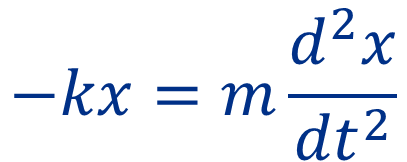 −kx = m d²x/dt²